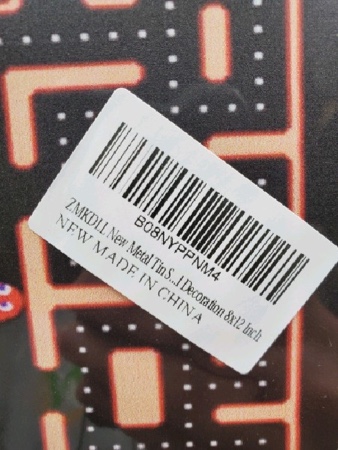 B08NYPPNM4
ZMKDLL New Metal Tin S...l Decoration 8x12 Inch
NEW MADE IN CHINA